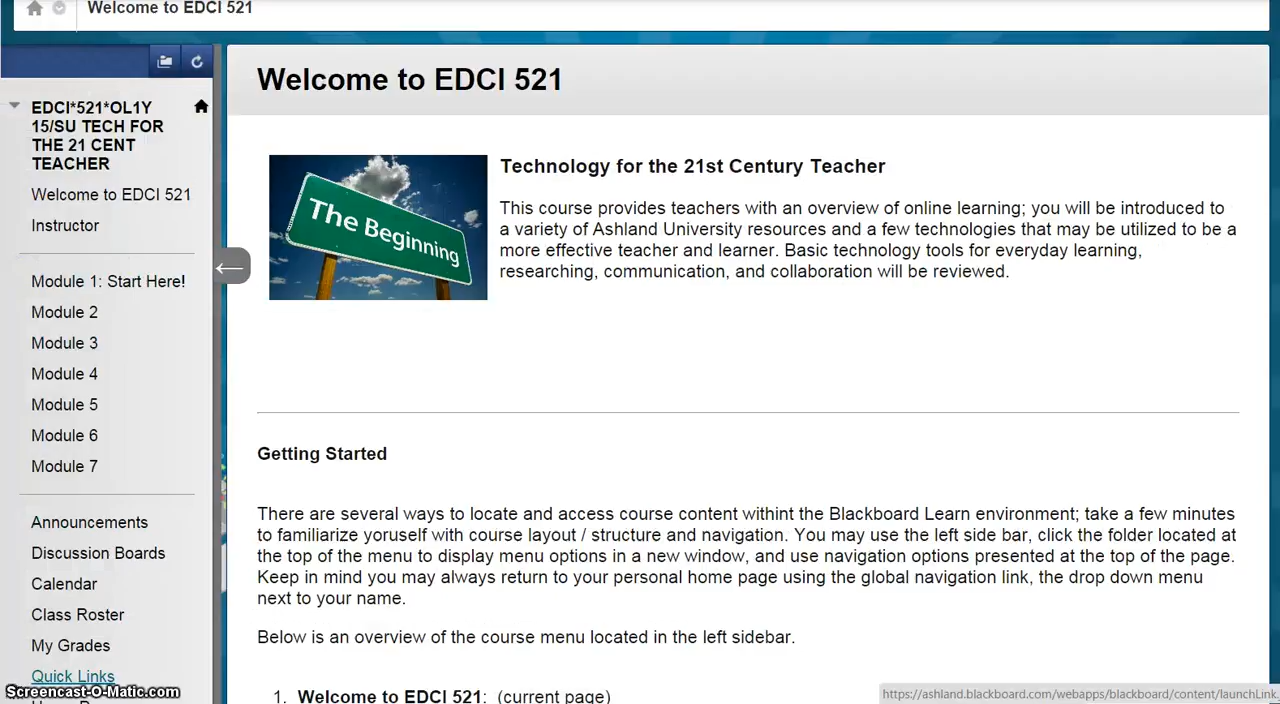 Welcome to EDCI 521
EDCI*521*OL1Y
15/SU TECH FOR
THE 21 CENT
TEACHER
Welcome to EDCI 521
Instructor
Module 1: Start Here!
Module 2
Module 3
Module 4
Module 5
Module 6
Module 7
Announcements
Discussion Boards
Calendar
Class Roster
My Grades
Quick Links
Screencast-O-Matic.com
Welcome to EDCI 521
The Beginning
Technology for the 21st Century Teacher
This course provides teachers with an overview of online learning; you will be introduced to
a variety of Ashland University resources and a few technologies that may be utilized to be a
more effective teacher and learner. Basic technology tools for everyday learning,
researching, communication, and collaboration will be reviewed.
Getting Started
There are several ways to locate and access course content withint the Blackboard Learn environment; take a few minutes
to familiarize yoruself with course layout / structure and navigation. You may use the left side bar, click the folder located at
the top of the menu to display menu options in a new window, and use navigation options presented at the top of the page.
Keep in mind you may always return to your personal home page using the global navigation link, the drop down menu
next to your name.
Below is an overview of the course menu located in the left sidebar.
1. Welcome to EDCI 521: (current page)
https://ashland.blackboard.com/webapps/blackboard/content/launchLink.